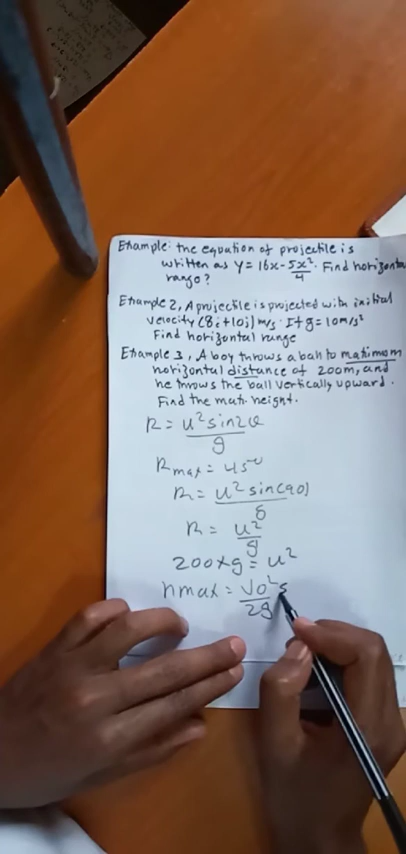 Example: the equation of projectile is
written as y = 16x - 5x²/4. Find horizonta
range?
Example 2, A projectile is projected with initial
velocity (8i+10j) m/s. If g = 10m/s²
Find horizontal range
Example 3, A boy throws a ball to maximom
horizontal distance of 200m, and
he throws the ball vertically upward.
Find the max. height.
R = u² sin2θ/g
Rmax = 45°
R = u² sin(90)/g
R = u²/g
200xg = u²
hmax = Vo² s/2g